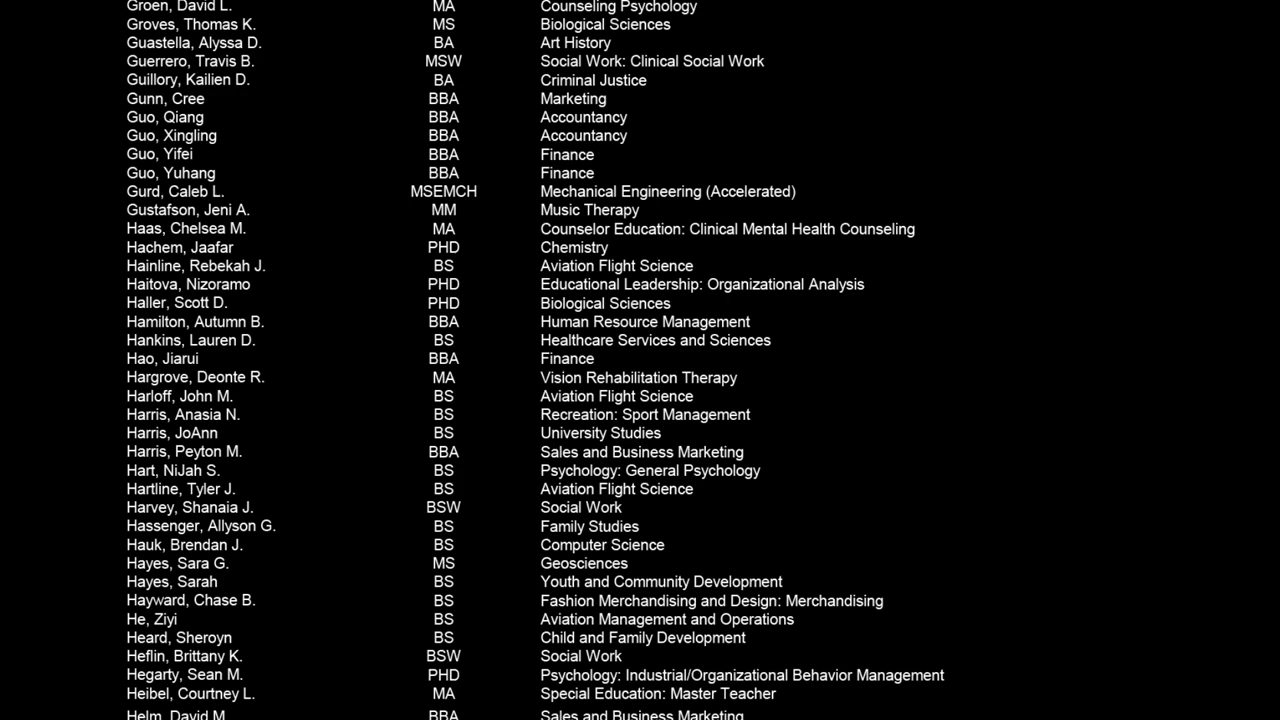 Groen, David L. MA Counseling Psychology
Groves, Thomas K. MS Biological Sciences
Guastella, Alyssa D. BA Art History
Guerrero, Travis B. MSW Social Work: Clinical Social Work
Guillory, Kailien D. BA Criminal Justice
Gunn, Cree BBA Marketing
Guo, Qiang BBA Accountancy
Guo, Xingling BBA Accountancy
Guo, Yifei BBA Finance
Guo, Yuhang BBA Finance
Gurd, Caleb L. MSEMCH Mechanical Engineering (Accelerated)
Gustafson, Jeni A. MM Music Therapy
Haas, Chelsea M. MA Counselor Education: Clinical Mental Health Counseling
Hachem, Jaafar PHD Chemistry
Hainline, Rebekah J. BS Aviation Flight Science
Haitova, Nizoramo PHD Educational Leadership: Organizational Analysis
Haller, Scott D. PHD Biological Sciences
Hamilton, Autumn B. BBA Human Resource Management
Hankins, Lauren D. BS Healthcare Services and Sciences
Hao, Jiarui BBA Finance
Hargrove, Deonte R. MA Vision Rehabilitation Therapy
Harloff, John M. BS Aviation Flight Science
Harris, Anasia N. BS Recreation: Sport Management
Harris, JoAnn BS University Studies
Harris, Peyton M. BBA Sales and Business Marketing
Hart, NiJah S. BS Psychology: General Psychology
Hartline, Tyler J. BS Aviation Flight Science
Harvey, Shanaia J. BSW Social Work
Hassenger, Allyson G. BS Family Studies
Hauk, Brendan J. BS Computer Science
Hayes, Sara G. MS Geosciences
Hayes, Sarah BS Youth and Community Development
Hayward, Chase B. BS Fashion Merchandising and Design: Merchandising
He, Ziyi BS Aviation Management and Operations
Heard, Sheroyn BS Child and Family Development
Heflin, Brittany K. BSW Social Work
Hegarty, Sean M. PHD Psychology: Industrial/Organizational Behavior Management
Heibel, Courtney L. MA Special Education: Master Teacher
Helm, David M. BBA Sales and Business Marketing